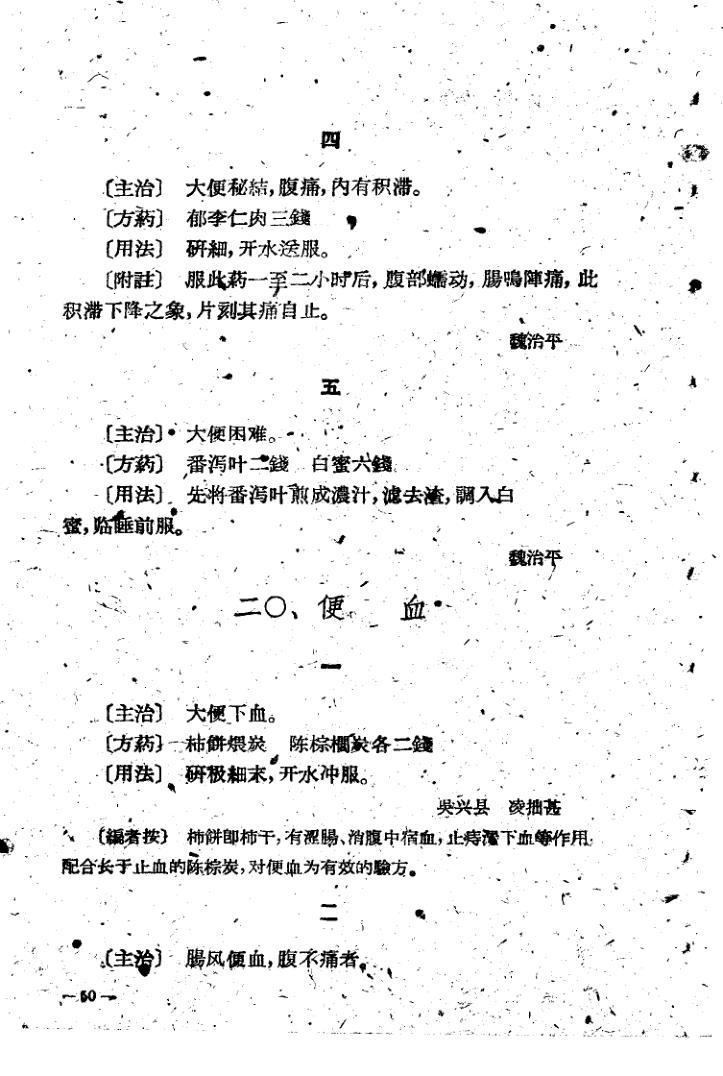 四
〔主治〕 大便秘結，腹痛，內有积滯。
〔方葯〕 郁李仁肉三錢
〔用法〕 研細，开水送服。
〔附註〕 服此葯一至二小时后，腹部蠕动，腸鳴陣痛，此
积滯下降之象，片刻其痛自止。
魏治平
五
〔主治〕 大便困难。
〔方葯〕 番泻叶二錢 白蜜六錢
〔用法〕 先将番泻叶煎成濃汁，滤去渣，調入白
蜜，临睡前服。
魏治平
二〇、便 血
一
〔主治〕 大便下血。
〔方葯〕 柿餅煨炭 陈棕櫚炭各二錢
〔用法〕 研极細末，开水冲服。
吳兴县 凌拙甚
〔編者按〕 柿餅卽柿干，有澀腸、消腹中宿血，止痔瀉下血等作用，
配合长于止血的陈棕炭，对便血为有效的驗方。
二
〔主治〕 腸风便血，腹不痛者。
— 50 —